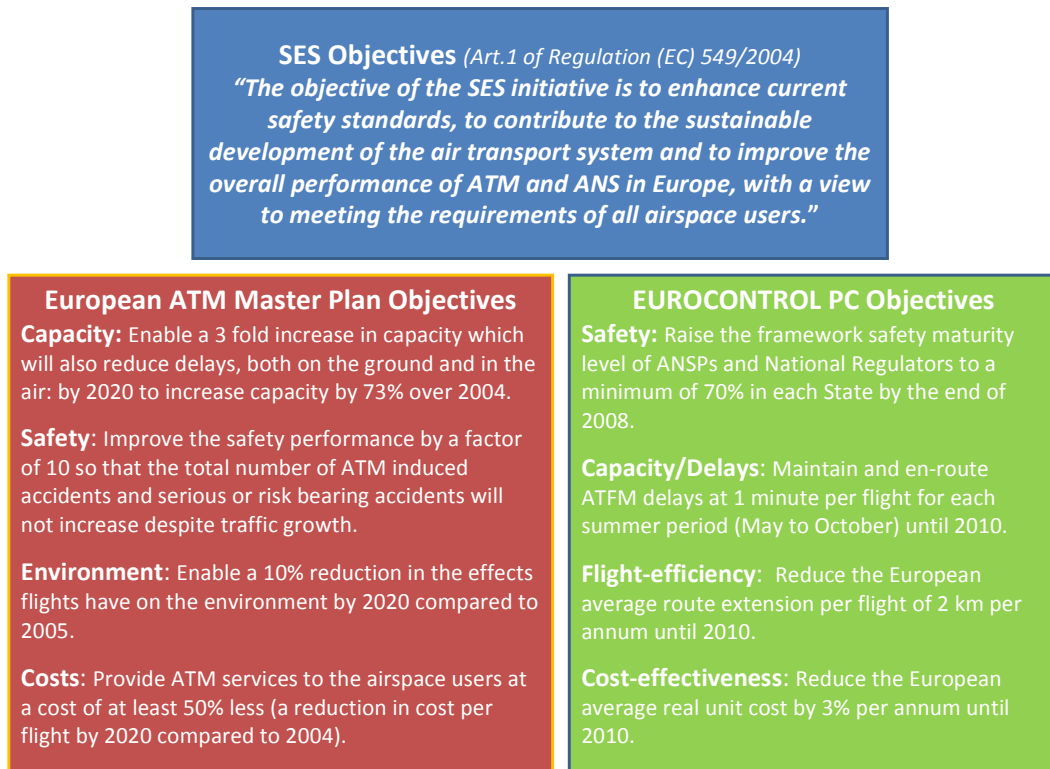 SES Objectives (Art.1 of Regulation (EC) 549/2004)
“The objective of the SES initiative is to enhance current
safety standards, to contribute to the sustainable
development of the air transport system and to improve the
overall performance of ATM and ANS in Europe, with a view
to meeting the requirements of all airspace users.”
European ATM Master Plan Objectives
Capacity: Enable a 3 fold increase in capacity which
will also reduce delays, both on the ground and in the
air: by 2020 to increase capacity by 73% over 2004.
Safety: Improve the safety performance by a factor
of 10 so that the total number of ATM induced
accidents and serious or risk bearing accidents will
not increase despite traffic growth.
Environment: Enable a 10% reduction in the effects
flights have on the environment by 2020 compared to
2005.
Costs: Provide ATM services to the airspace users at
a cost of at least 50% less (a reduction in cost per
flight by 2020 compared to 2004).
EUROCONTROL PC Objectives
Safety: Raise the framework safety maturity
level of ANSPs and National Regulators to a
minimum of 70% in each State by the end of
2008.
Capacity/Delays: Maintain and en-route
ATFM delays at 1 minute per flight for each
summer period (May to October) until 2010.
Flight-efficiency: Reduce the European
average route extension per flight of 2 km per
annum until 2010.
Cost-effectiveness: Reduce the European
average real unit cost by 3% per annum until
2010.